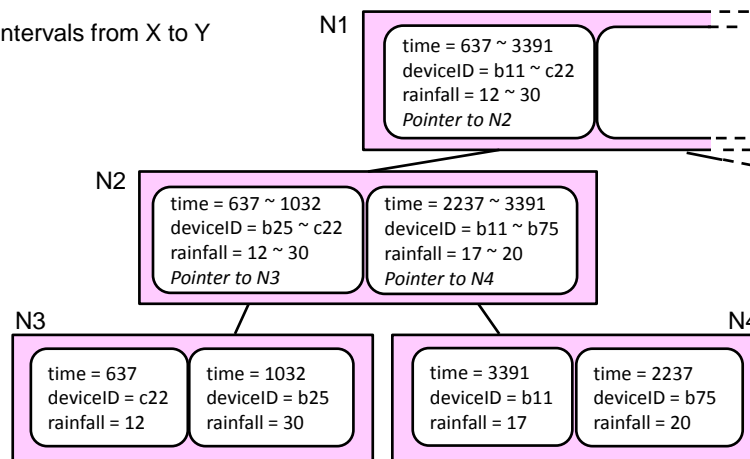 ntervals from X to Y
N1
time = 637 ~ 3391
deviceID = b11 ~ c22
rainfall = 12 ~ 30
Pointer to N2
N2
time = 637 ~ 1032
deviceID = b25 ~ c22
rainfall = 12 ~ 30
Pointer to N3
time = 2237 ~ 3391
deviceID = b11 ~ b75
rainfall = 17 ~ 20
Pointer to N4
N3
time = 637
deviceID = c22
rainfall = 12
time = 1032
deviceID = b25
rainfall = 30
N4
time = 3391
deviceID = b11
rainfall = 17
time = 2237
deviceID = b75
rainfall = 20